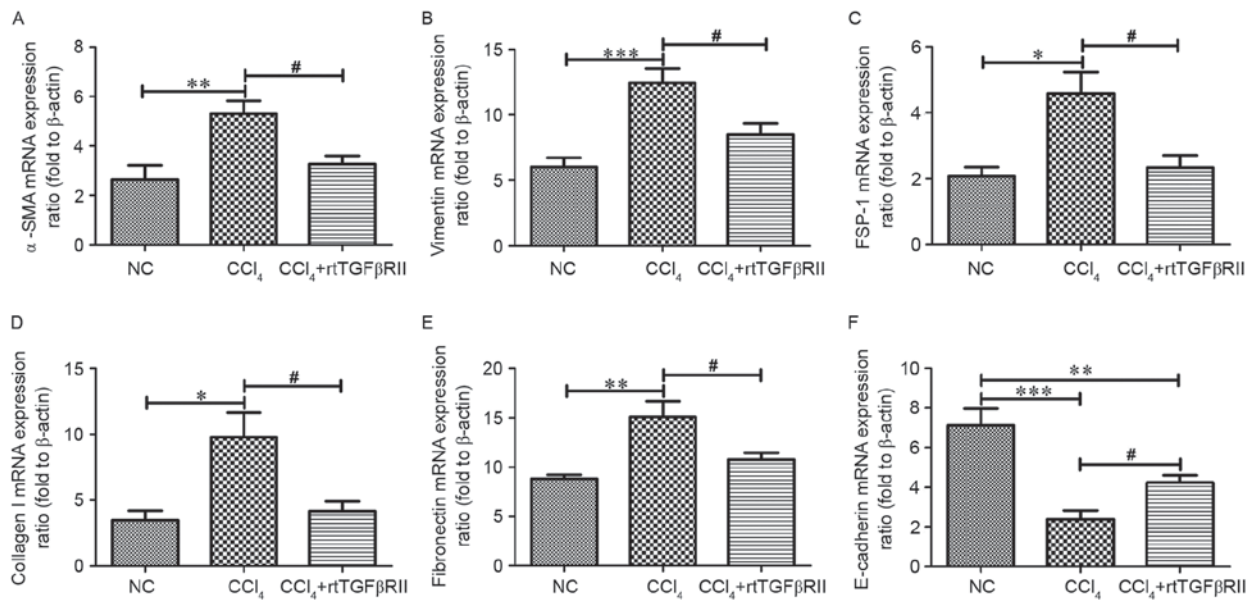 A
α -SMA mRNA expression
ratio (fold to β-actin)
8
6
4
2
0
**
#
NC
CCl₄
CCl₄+rtTGFβRII
B
Vimentin mRNA expression
ratio (fold to β-actin)
15
10
5
0
***
#
NC
CCl₄
CCl₄+rtTGFβRII
C
FSP-1 mRNA expression
ratio (fold to β-actin)
6
4
2
0
*
#
NC
CCl₄
CCl₄+rtTGFβRII
D
Collagen I mRNA expression
ratio (fold to β-actin)
15
10
5
0
*
#
NC
CCl₄
CCl₄+rtTGFβRII
E
Fibronectin mRNA expression
ratio (fold to β-actin)
20
15
10
5
0
**
#
NC
CCl₄
CCl₄+rtTGFβRII
F
E-cadherin mRNA expression
ratio (fold to β-actin)
10
8
6
4
2
0
**
***
#
NC
CCl₄
CCl₄+rtTGFβRII